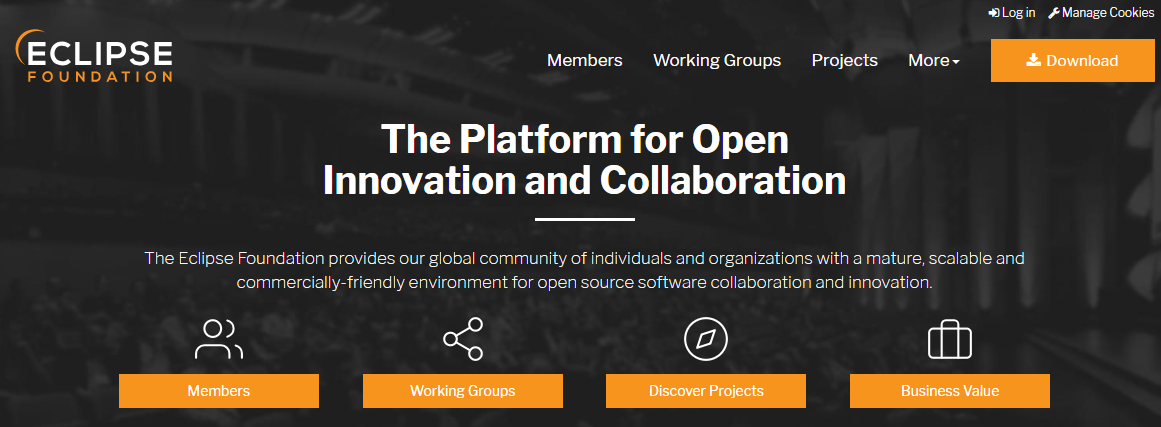 Log in Manage Cookies
ECLIPSE
FOUNDATION
Members Working Groups Projects More Download
The Platform for Open
Innovation and Collaboration
The Eclipse Foundation provides our global community of individuals and organizations with a mature, scalable and
commercially-friendly environment for open source software collaboration and innovation.
Members Working Groups Discover Projects Business Value